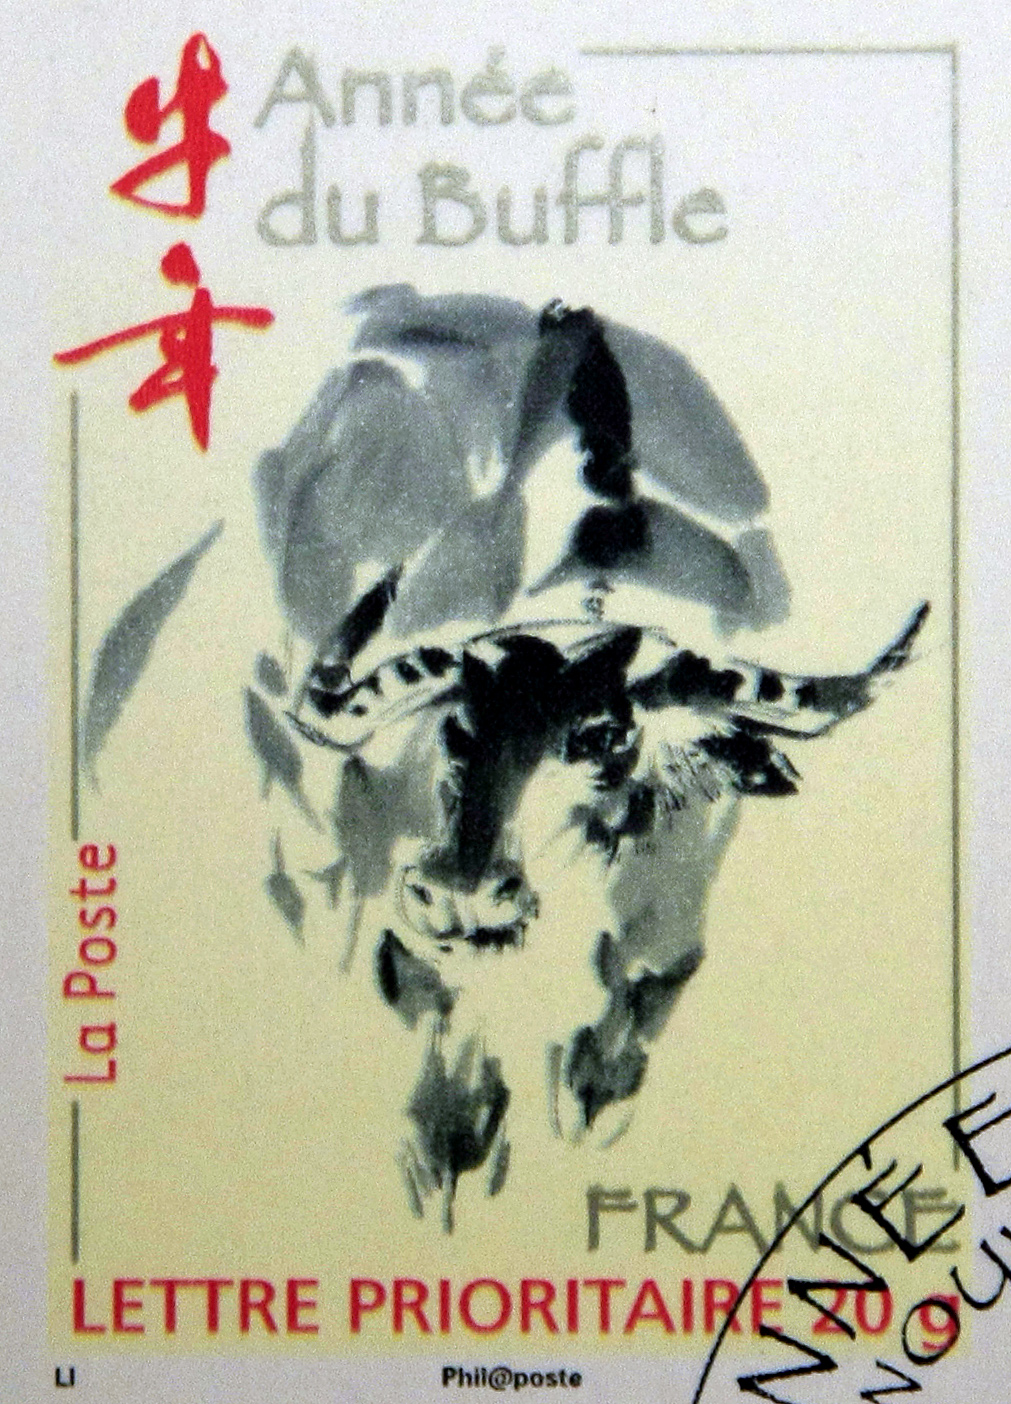 牛年
Année
du Buffle
La Poste
FRANCE
LETTRE PRIORITAIRE 20 g
LI
Phil@poste